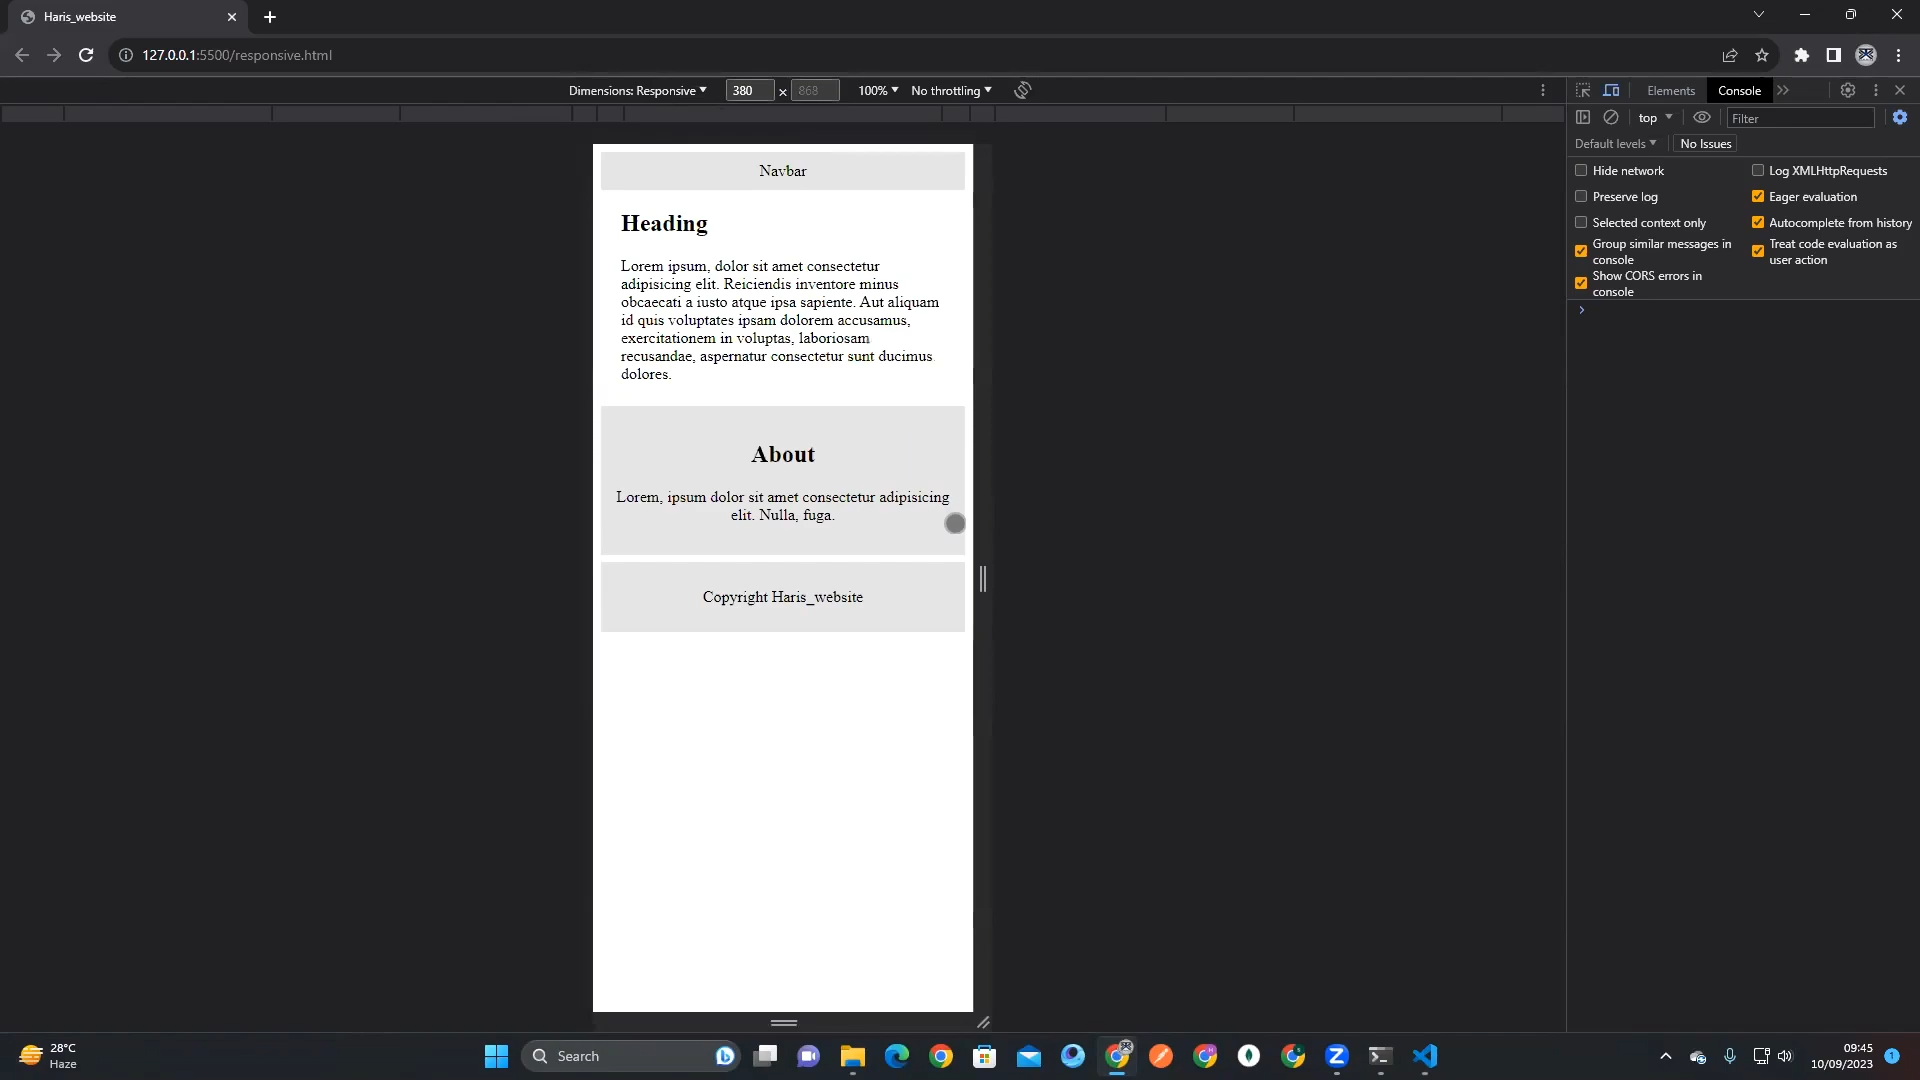 Haris_website
127.0.0.1:5500/responsive.html
Dimensions: Responsive 380 x 868 100% No throttling
Elements Console
top Filter
Default levels No Issues
Hide network Log XMLHttpRequests
Preserve log Eager evaluation
Selected context only Autocomplete from history
Group similar messages in console
Treat code evaluation as user action
Show CORS errors in console
Navbar
Heading
Lorem ipsum, dolor sit amet consectetur
adipisicing elit. Reiciendis inventore minus
obcaecati a iusto atque ipsa sapiente. Aut aliquam
id quis voluptates ipsam dolorem accusamus,
exercitationem in voluptas, laboriosam
recusandae, aspernatur consectetur sunt ducimus
dolores.
About
Lorem, ipsum dolor sit amet consectetur adipisicing
elit. Nulla, fuga.
Copyright Haris_website
28°C
Haze
Search
09:45
10/09/2023
1